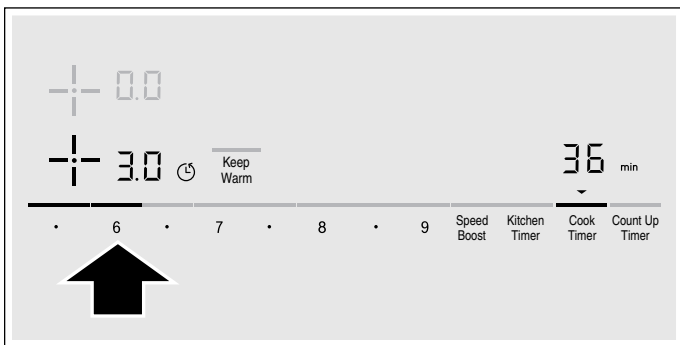 0.0
3.0 Keep Warm 36 min
· 6 · 7 · 8 · 9 Speed Boost Kitchen Timer Cook Timer Count Up Timer